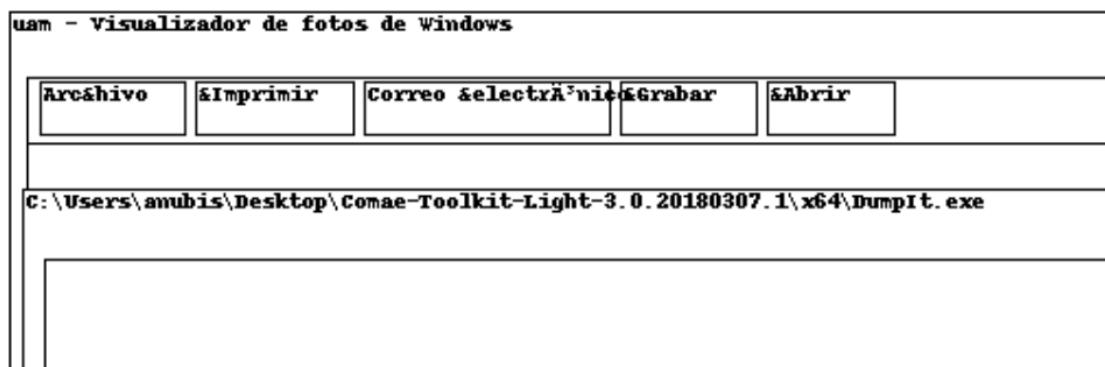 uam - Visualizador de fotos de Windows
Arc&hivo &Imprimir Correo &electrÃ³nico &Grabar &Abrir
C:\Users\anubis\Desktop\Comae-Toolkit-Light-3.0.20180307.1\x64\DumpIt.exe